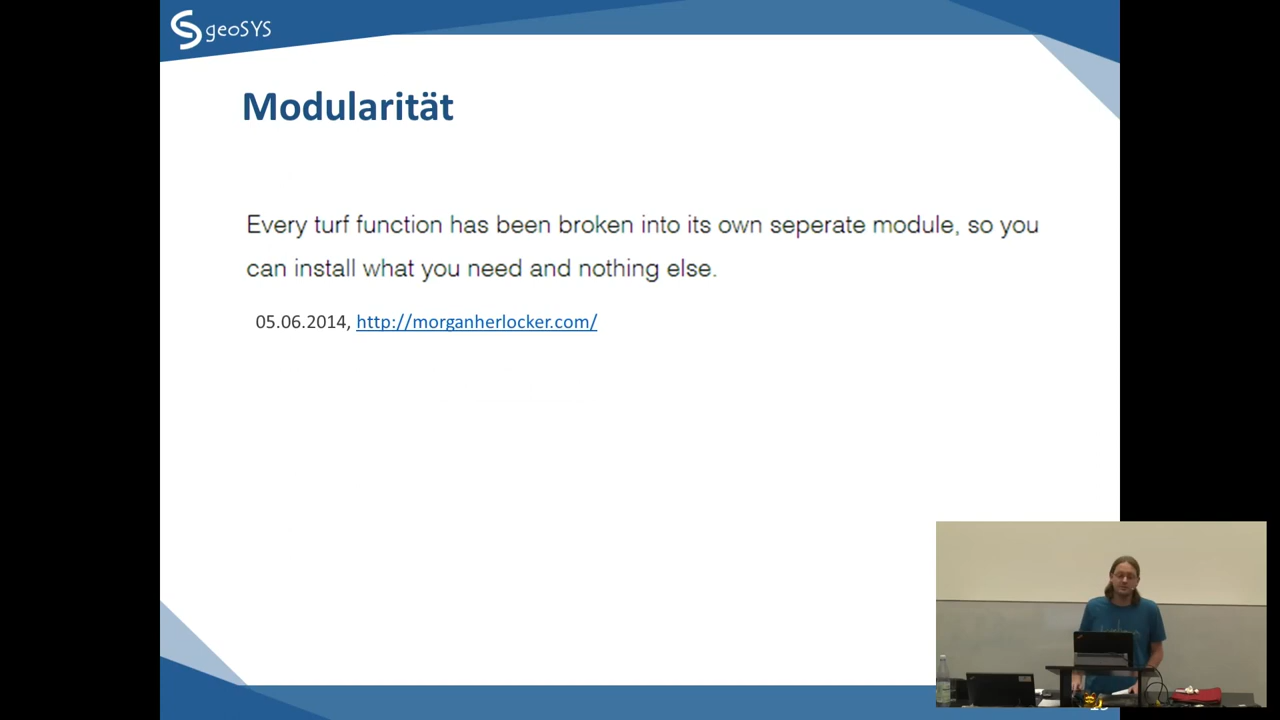 geoSYS
Modularität
Every turf function has been broken into its own seperate module, so you
can install what you need and nothing else.
05.06.2014, http://morganherlocker.com/